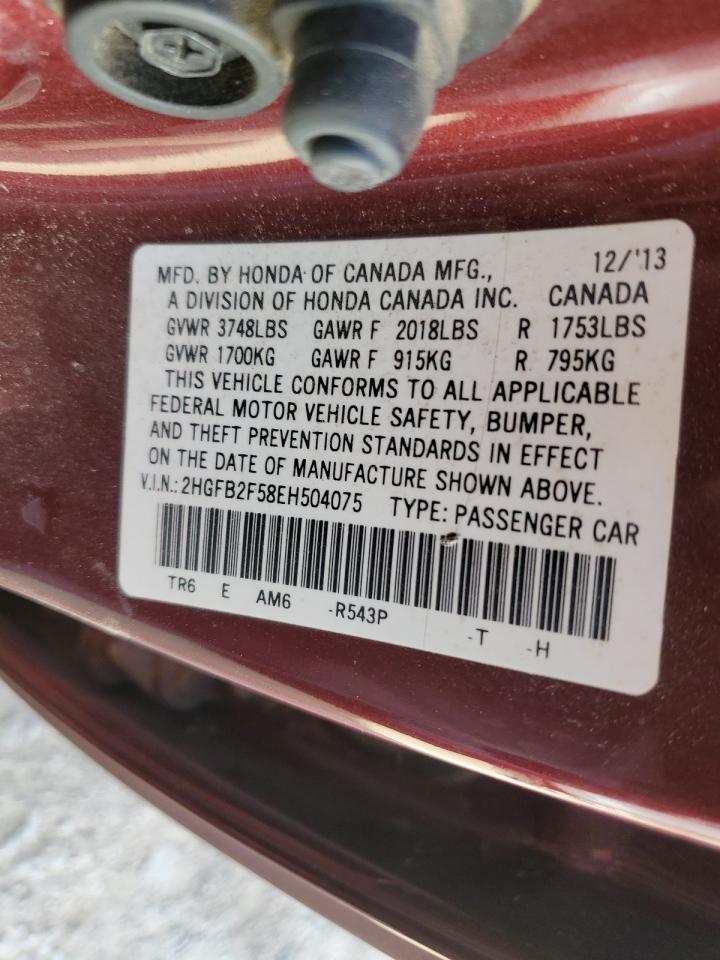 MFD. BY HONDA OF CANADA MFG., 12/'13
A DIVISION OF HONDA CANADA INC. CANADA
GVWR 3748LBS GAWR F 2018LBS R 1753LBS
GVWR 1700KG GAWR F 915KG R 795KG
THIS VEHICLE CONFORMS TO ALL APPLICABLE
FEDERAL MOTOR VEHICLE SAFETY, BUMPER,
AND THEFT PREVENTION STANDARDS IN EFFECT
ON THE DATE OF MANUFACTURE SHOWN ABOVE.
V.I.N.: 2HGFB2F58EH504075 TYPE: PASSENGER CAR
TR6 E AM6 -R543P -T -H